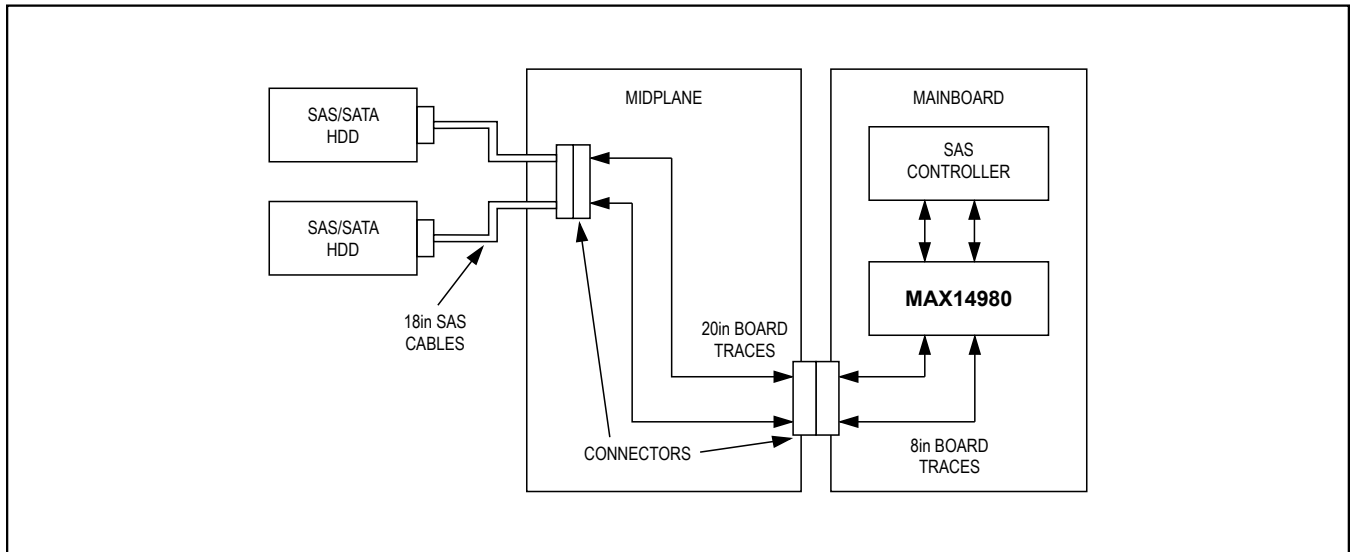 SAS/SATA
HDD
SAS/SATA
HDD
18in SAS
CABLES
MIDPLANE
20in BOARD
TRACES
CONNECTORS
MAINBOARD
SAS
CONTROLLER
MAX14980
8in BOARD
TRACES